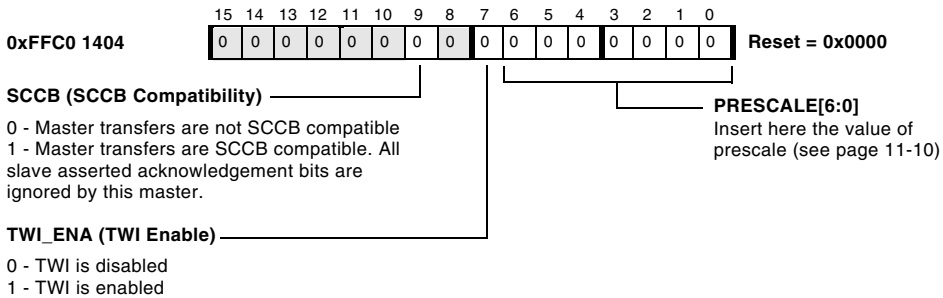 15 14 13 12 11 10 9 8 7 6 5 4 3 2 1 0
0xFFC0 1404 0 0 0 0 0 0 0 0 0 0 0 0 0 0 0 0 Reset = 0x0000
SCCB (SCCB Compatibility)
0 - Master transfers are not SCCB compatible
1 - Master transfers are SCCB compatible. All
slave asserted acknowledgement bits are
ignored by this master.
PRESCALE[6:0]
Insert here the value of
prescale (see page 11-10)
TWI_ENA (TWI Enable)
0 - TWI is disabled
1 - TWI is enabled